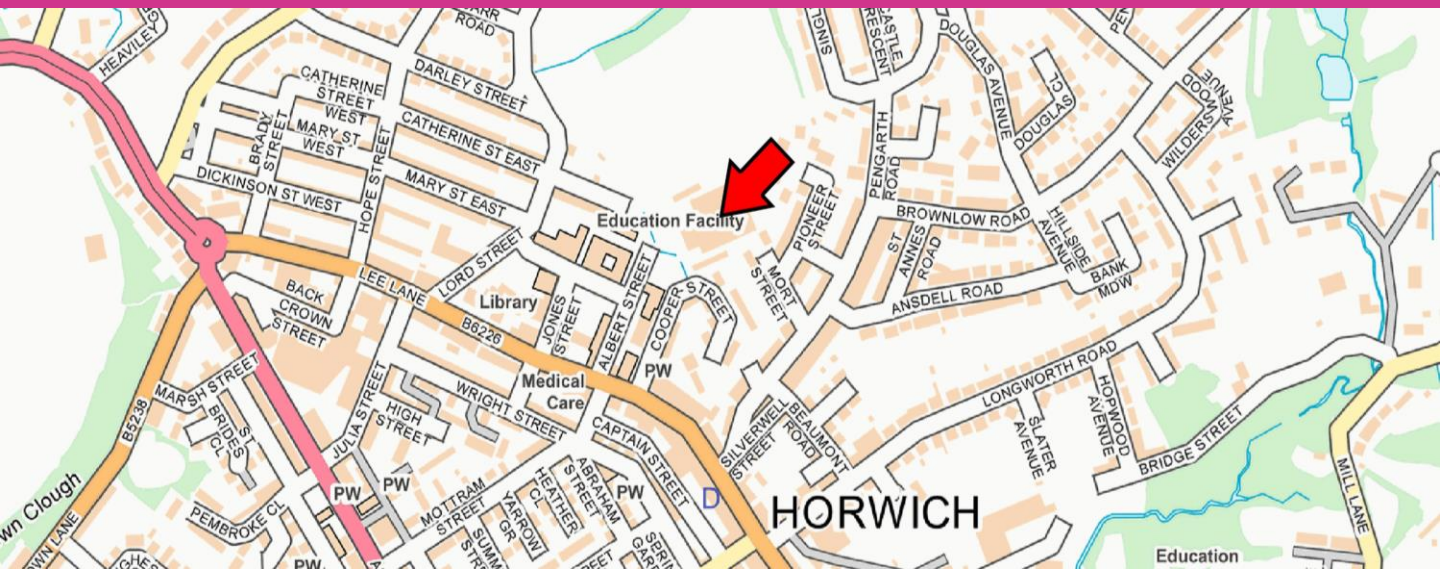 HEAVILEY
ROAD
DARLEY STREET
CATHERINE
STREET
WEST
CATHERINE ST EAST
BRADY
STREET
MARY ST
WEST
MARY ST EAST
DICKINSON ST WEST
HOPE STREET
CASTLE
CRESCENT
DOUGLAS AVENUE
DOUGLAS CL
WILDERSWOOD
AVENUE
PENGARTH
ROAD
BROWNLOW ROAD
PIONEER
STREET
Education Facility
ST
ANNES
ROAD
HILLSIDE
AVENUE
BANK
MDW
ANSDELL ROAD
MORT
STREET
LORD STREET
LEE LANE
B6226
BACK
CROWN
STREET
Library
JONES
STREET
ALBERT STREET
COOPER STREET
PW
Medical
Care
MARSH STREET
B5238
ST
BRIDES
CL
JULIA STREET
HIGH
STREET
WRIGHT STREET
CAPTAIN STREET
SILVERWELL
STREET
BEAUMONT
ROAD
LONGWORTH ROAD
SLATER
AVENUE
HOPWOOD
AVENUE
BRIDGE STREET
MILL LANE
PW
PW
PEMBROKE CL
MOTTRAM
STREET
YARROW
GR
HEATHER
CL
ABRAHAM
STREET
PW
D
HORWICH
Education
PW